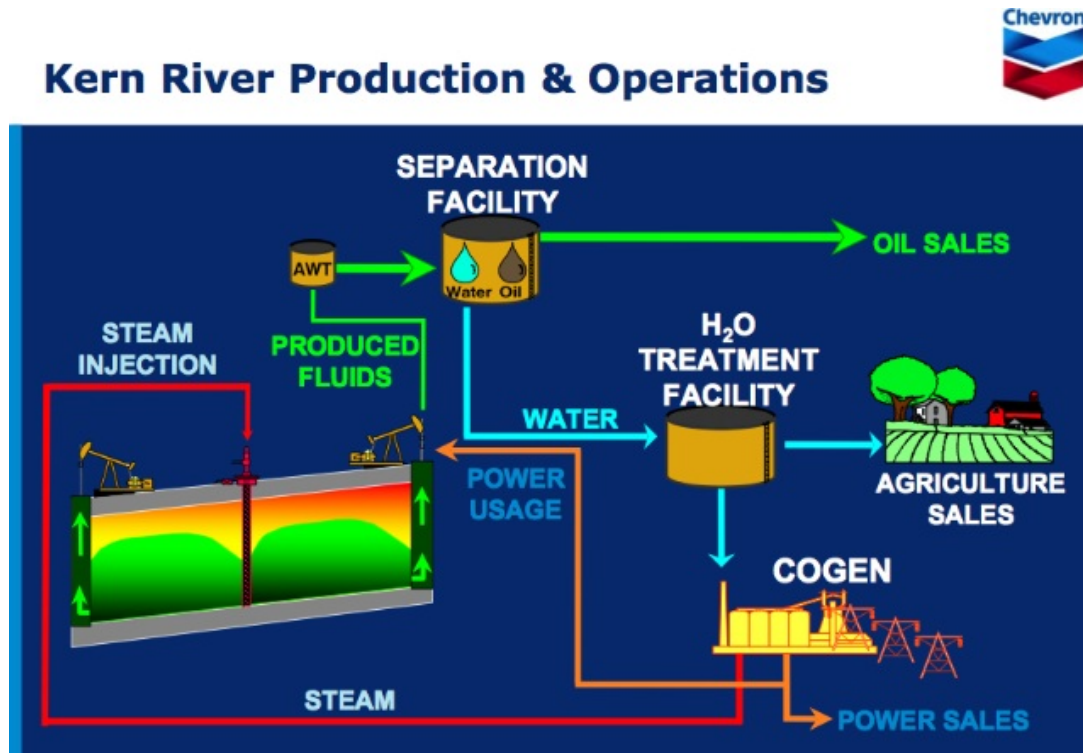 Chevron
Kern River Production & Operations
SEPARATION
FACILITY
OIL SALES
AWT
Water Oil
H₂O
TREATMENT
FACILITY
STEAM
INJECTION
PRODUCED
FLUIDS
WATER
POWER
USAGE
AGRICULTURE
SALES
COGEN
STEAM
POWER SALES